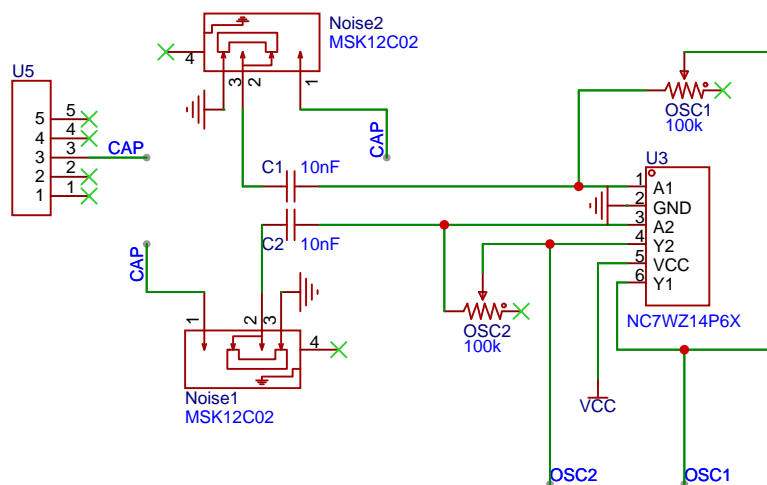 Noise2
MSK12C02
4
3
2
1
U5
5
5
4
4
3
3
2
2
1
1
CAP
CAP
OSC1
100k
C1
10nF
C2
10nF
U3
1
A1
2
GND
3
A2
4
Y2
5
VCC
6
Y1
NC7WZ14P6X
CAP
OSC2
100k
1
2
3
4
Noise1
MSK12C02
VCC
OSC2
OSC1